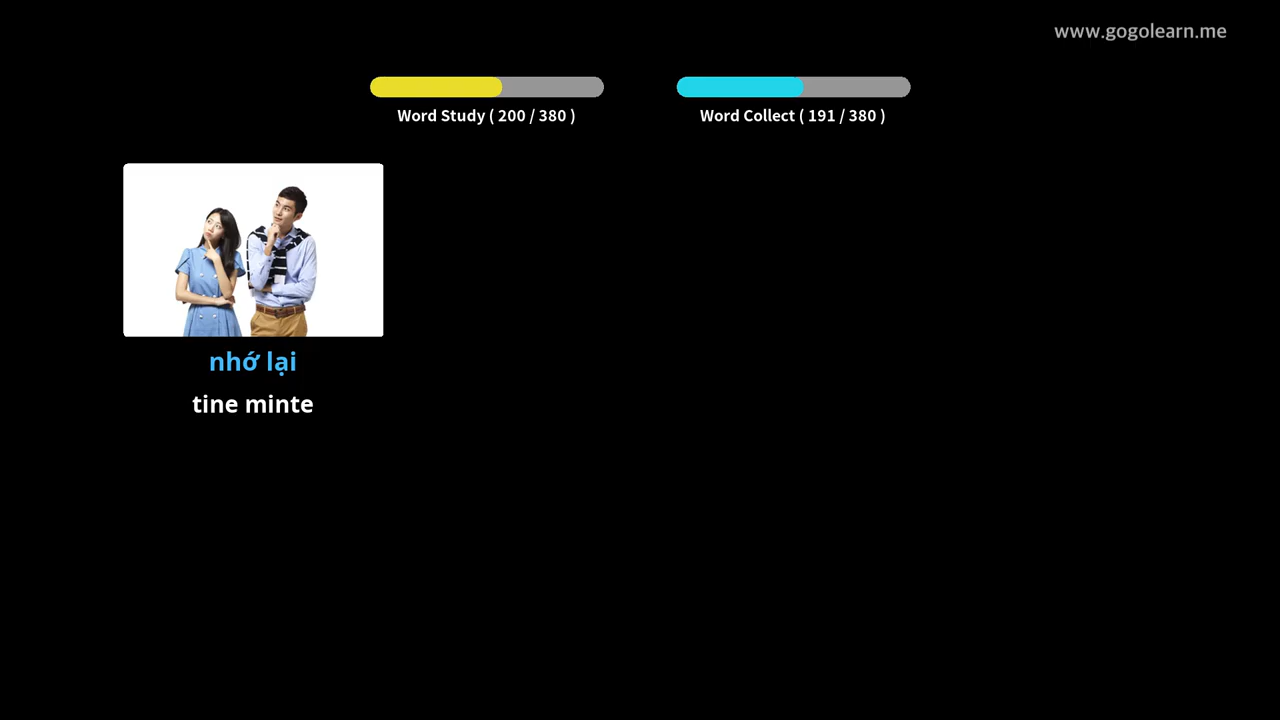 www.gogolearn.me
Word Study ( 200 / 380 )
Word Collect ( 191 / 380 )
nhớ lại
tine minte